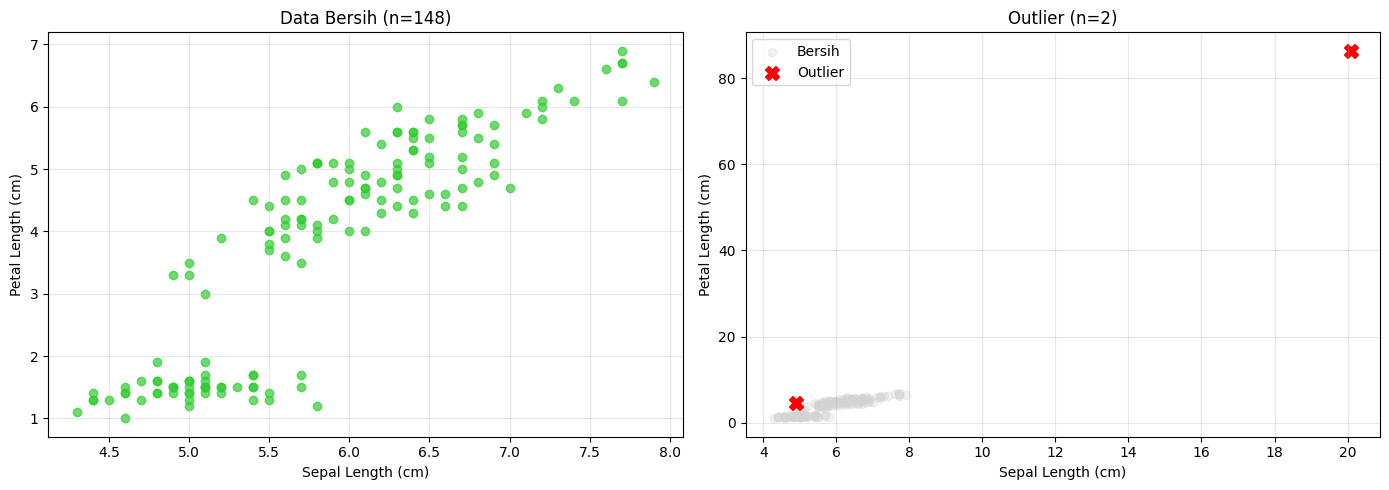 Data Bersih (n=148)
Petal Length (cm)
7
6
5
4
3
2
1
4.5 5.0 5.5 6.0 6.5 7.0 7.5 8.0
Sepal Length (cm)
Outlier (n=2)
Bersih
Outlier
Petal Length (cm)
80
60
40
20
0
4 6 8 10 12 14 16 18 20
Sepal Length (cm)